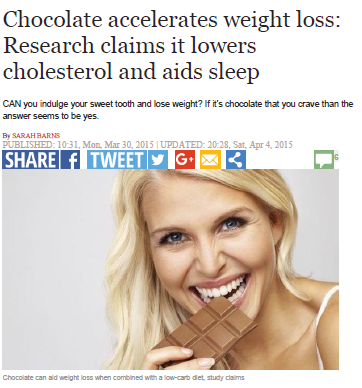 Chocolate accelerates weight loss:
Research claims it lowers
cholesterol and aids sleep
CAN you indulge your sweet tooth and lose weight? If it's chocolate that you crave than the
answer seems to be yes.
By SARAH BARNS
PUBLISHED: 10:31, Mon, Mar 30, 2015 | UPDATED: 20:28, Sat, Apr 4, 2015
SHARE f TWEET G+ 6
Chocolate can aid weight loss when combined with a low-carb diet, study claims